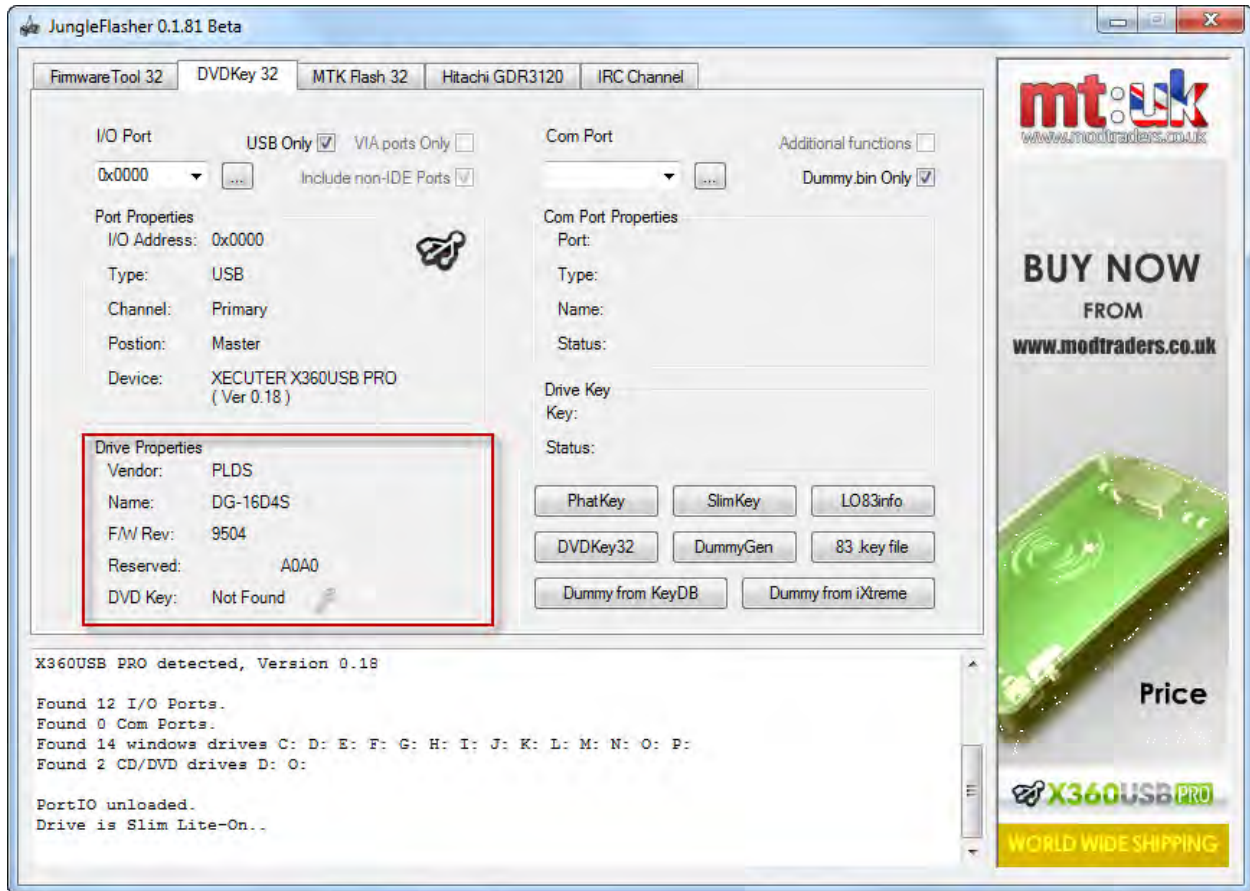 JungleFlasher 0.1.81 Beta
FirmwareTool 32 DVDKey 32 MTK Flash 32 Hitachi GDR3120 IRC Channel
I/O Port USB Only VIA ports Only
0x0000 ... Include non-IDE Ports
Port Properties
I/O Address: 0x0000
Type: USB
Channel: Primary
Postion: Master
Device: XECUTER X360USB PRO
( Ver 0.18 )
Drive Properties
Vendor: PLDS
Name: DG-16D4S
F/W Rev: 9504
Reserved: A0A0
DVD Key: Not Found
Com Port Additional functions
... Dummy.bin Only
Com Port Properties
Port:
Type:
Name:
Status:
Drive Key
Key:
Status:
PhatKey SlimKey LO83info
DVDKey32 DummyGen 83 .key file
Dummy from KeyDB Dummy from iXtreme
X360USB PRO detected, Version 0.18
Found 12 I/O Ports.
Found 0 Com Ports.
Found 14 windows drives C: D: E: F: G: H: I: J: K: L: M: N: O: P:
Found 2 CD/DVD drives D: O:
PortIO unloaded.
Drive is Slim Lite-On..
mt:uk
www.modtraders.co.uk
BUY NOW
FROM
www.modtraders.co.uk
Price
X360USB PRO
WORLD WIDE SHIPPING